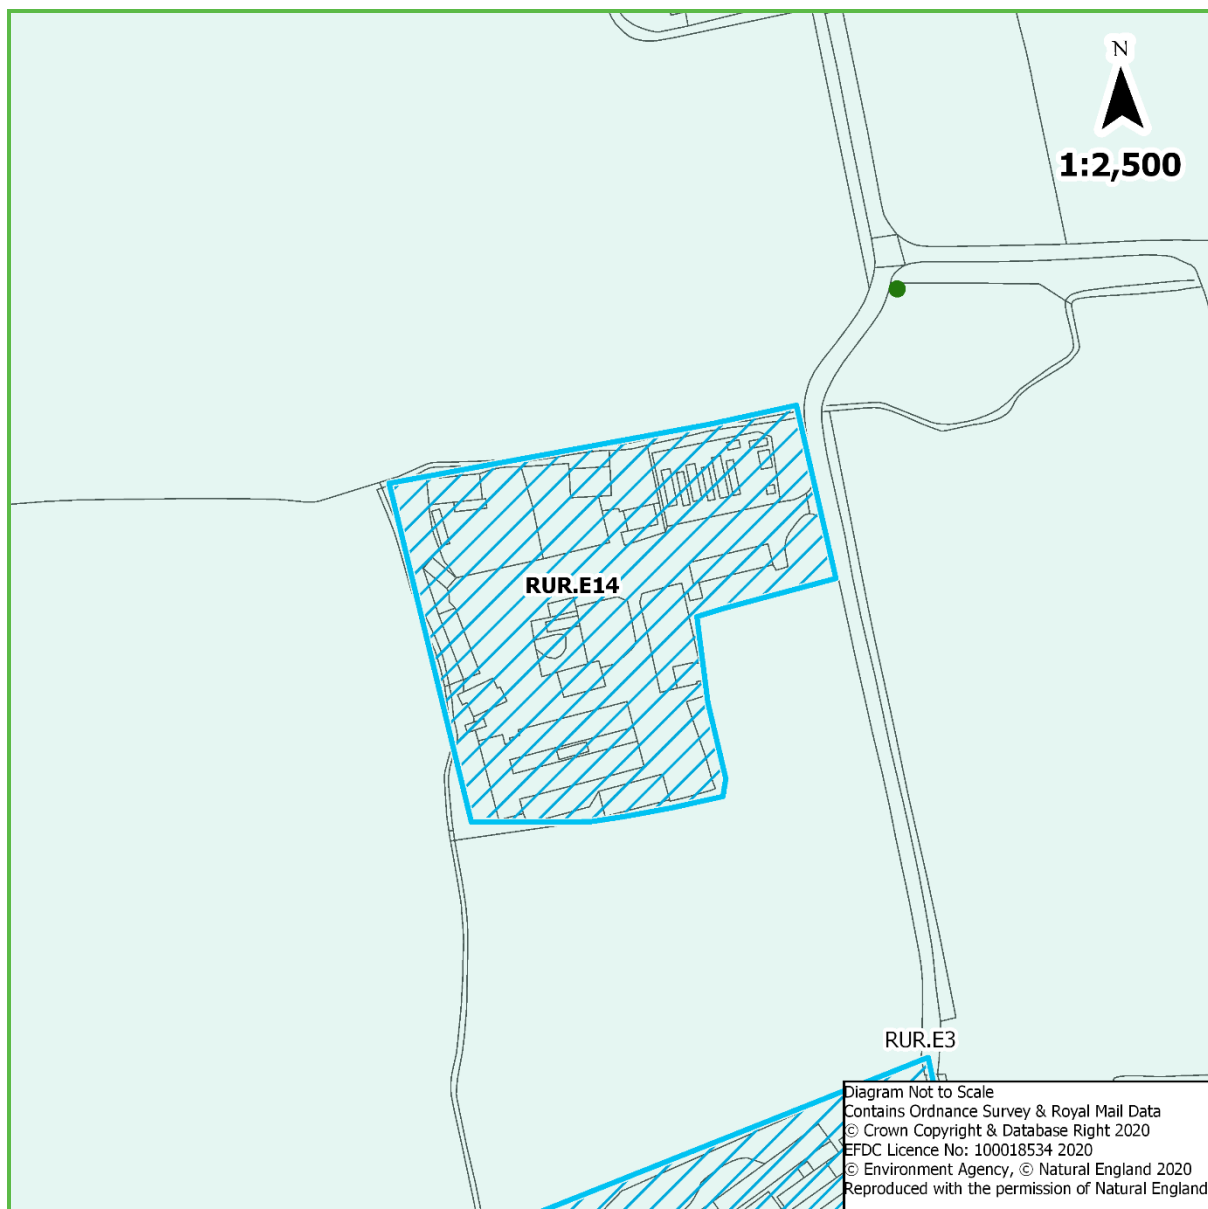 N
1:2,500
RUR.E14
RUR.E3
Diagram Not to Scale
Contains Ordnance Survey & Royal Mail Data
© Crown Copyright & Database Right 2020
EFDC Licence No: 100018534 2020
© Environment Agency, © Natural England 2020
Reproduced with the permission of Natural England